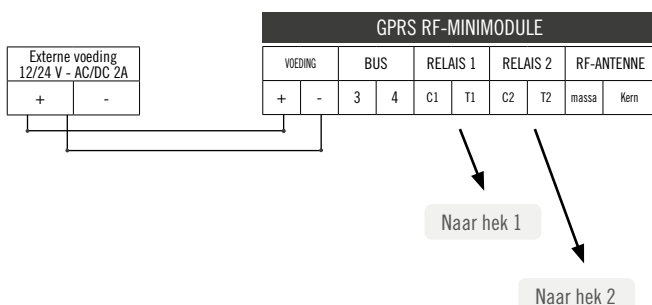 GPRS RF-MINIMODULE
Externe voeding
12/24 V - AC/DC 2A
+ -
VOEDING BUS RELAIS 1 RELAIS 2 RF-ANTENNE
+ - 3 4 C1 T1 C2 T2 massa Kern
Naar hek 1
Naar hek 2